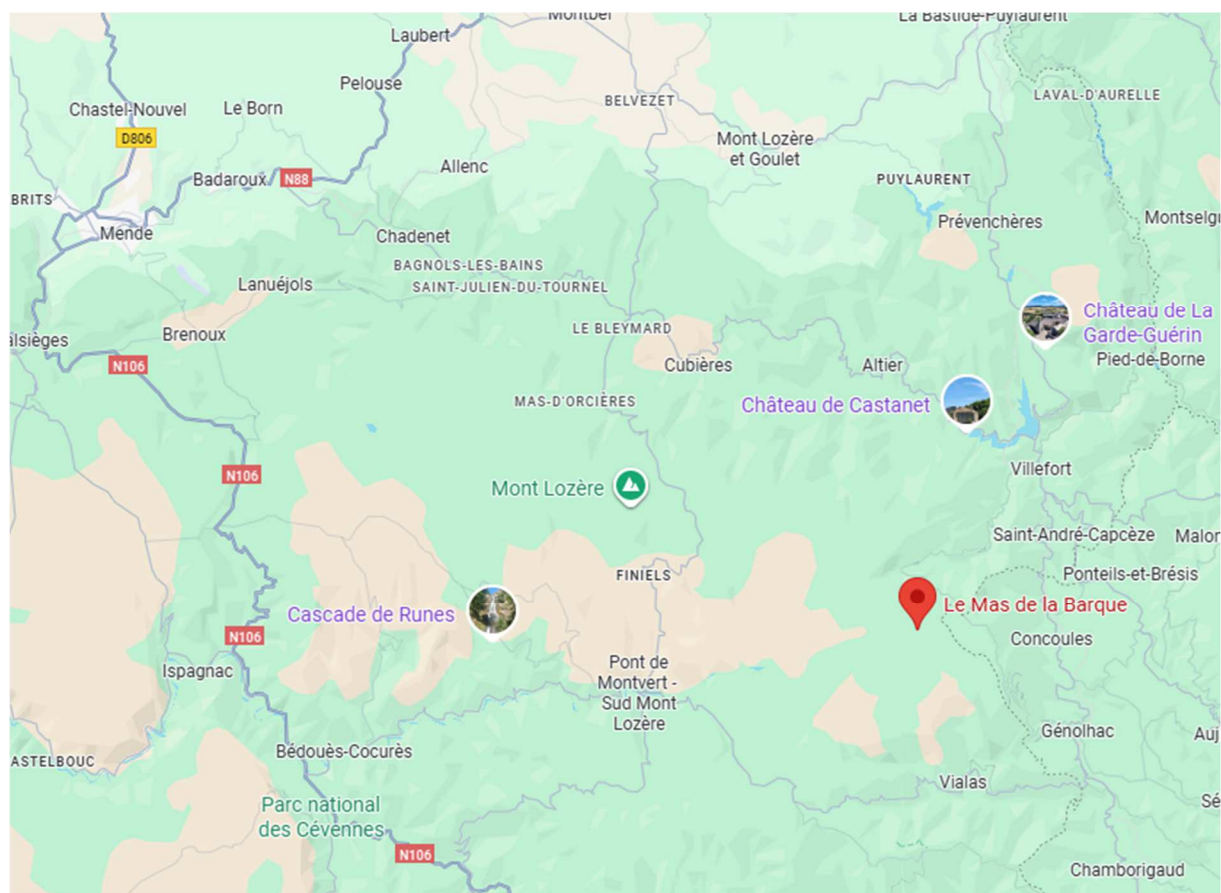 Montbel
La Bastide-Puylaurent
Laubert
Pelouse
LAVAL-D'AURELLE
BELVEZET
Chastel-Nouvel
Le Born
D806
Mont Lozère
et Goulet
Allenc
Badaroux
N88
PUYLAURENT
BRITS
Prévenchères
Montselgu
Mende
Chadenet
BAGNOLS-LES-BAINS
Lanuéjols
SAINT-JULIEN-DU-TOURNEL
Château de La
Garde-Guérin
LE BLEYMARD
Brenoux
alsièges
Pied-de-Borne
N106
Cubières
Altier
MAS-D'ORCIÈRES
Château de Castanet
Villefort
N106
Mont Lozère
Saint-André-Capcèze
Malor
FINIELS
Ponteils-et-Brésis
Le Mas de la Barque
Cascade de Runes
N106
Concoules
Ispagnac
Pont de
Montvert -
Sud Mont
Lozère
Génolhac
Auj
Bédouès-Cocurès
ASTELBOUC
Vialas
Parc national
des Cévennes
Sé
N106
Chamborigaud